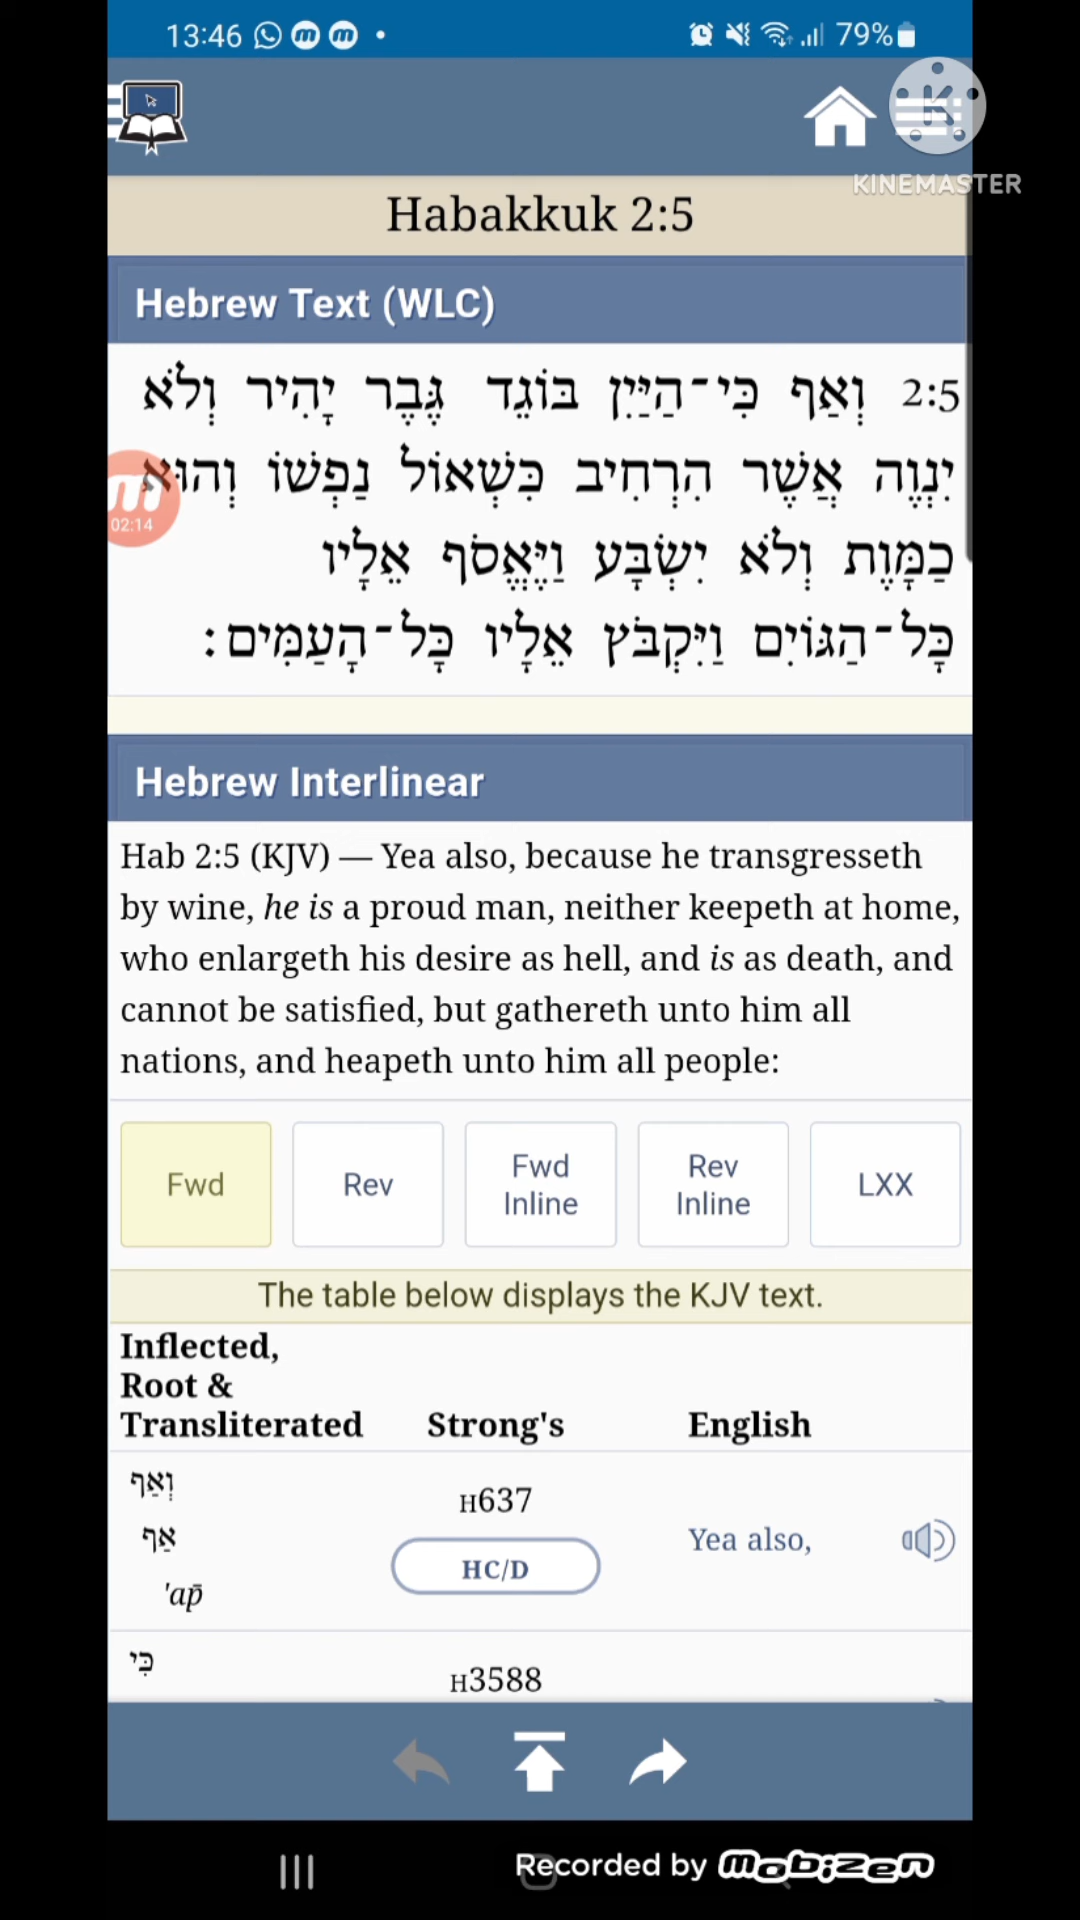 13:46
79%
KINEMASTER
Habakkuk 2:5
Hebrew Text (WLC)
2:5 וְאַף כִּי־הַיַּיִן בּוֹגֵד גֶּבֶר יָהִיר וְלֹא
יִנְוֶה אֲשֶׁר הִרְחִיב כִּשְׁאוֹל נַפְשׁוֹ וְהוּא
כַמָּוֶת וְלֹא יִשְׂבָּע וַיֶּאֱסֹף אֵלָיו
כָּל־הַגּוֹיִם וַיִּקְבֹּץ אֵלָיו כָּל־הָעַמִּים׃
02:14
Hebrew Interlinear
Hab 2:5 (KJV) — Yea also, because he transgresseth
by wine, he is a proud man, neither keepeth at home,
who enlargeth his desire as hell, and is as death, and
cannot be satisfied, but gathereth unto him all
nations, and heapeth unto him all people:
Fwd
Rev
Fwd
Inline
Rev
Inline
LXX
The table below displays the KJV text.
Inflected,
Root &
Transliterated Strong's English
וְאַף
אַף
'ap̄
H637
HC/D
Yea also,
כִּי
H3588
Recorded by mobizen